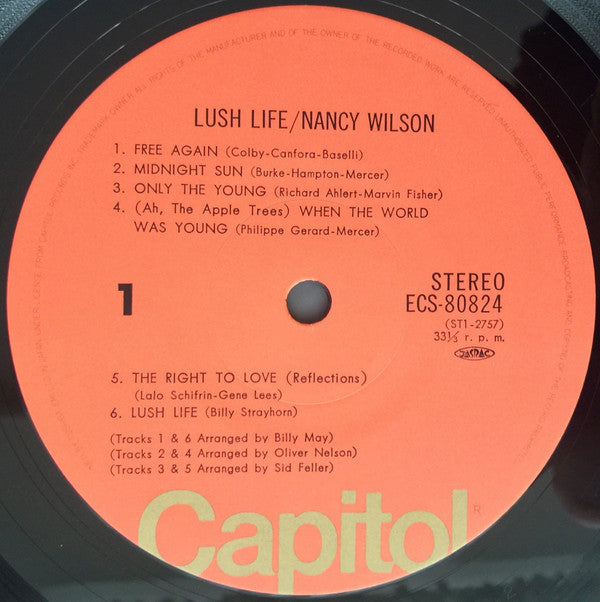 LUSH LIFE/NANCY WILSON
1. FREE AGAIN (Colby-Canfora-Baselli)
2. MIDNIGHT SUN (Burke-Hampton-Mercer)
3. ONLY THE YOUNG (Richard Ahlert-Marvin Fisher)
4. (Ah, The Apple Trees) WHEN THE WORLD
WAS YOUNG (Philippe Gerard-Mercer)
1
STEREO
ECS-80824
(ST1-2757)
33⅓ r. p. m.
JASRAC
5. THE RIGHT TO LOVE (Reflections)
(Lalo Schifrin-Gene Lees)
6. LUSH LIFE (Billy Strayhorn)
(Tracks 1 & 6 Arranged by Billy May)
(Tracks 2 & 4 Arranged by Oliver Nelson)
(Tracks 3 & 5 Arranged by Sid Feller)
Capitol
R